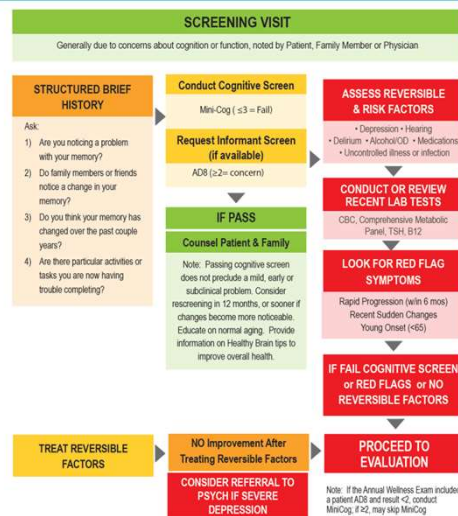 SCREENING VISIT
Generally due to concerns about cognition or function, noted by Patient, Family Member or Physician
STRUCTURED BRIEF
HISTORY
Ask:
1) Are you noticing a problem
with your memory?
2) Do family members or friends
notice a change in your
memory?
3) Do you think your memory has
changed over the past couple
years?
4) Are there particular activities or
tasks you are now having
trouble completing?
Conduct Cognitive Screen
Mini-Cog ( ≤3 = Fail)
Request Informant Screen
(if available)
AD8 (≥2= concern)
IF PASS
Counsel Patient & Family
Note: Passing cognitive screen
does not preclude a mild, early or
subclinical problem. Consider
rescreening in 12 months, or sooner if
changes become more noticeable.
Educate on normal aging. Provide
information on Healthy Brain tips to
improve overall health.
ASSESS REVERSIBLE
& RISK FACTORS
• Depression • Hearing
• Delirium • Alcohol/OD • Medications
• Uncontrolled illness or infection
CONDUCT OR REVIEW
RECENT LAB TESTS
CBC, Comprehensive Metabolic
Panel, TSH, B12
LOOK FOR RED FLAG
SYMPTOMS
Rapid Progression (w/in 6 mos)
Recent Sudden Changes
Young Onset (<65)
IF FAIL COGNITIVE SCREEN
or RED FLAGS or NO
REVERSIBLE FACTORS
TREAT REVERSIBLE
FACTORS
NO Improvement After
Treating Reversible Factors
CONSIDER REFERRAL TO
PSYCH IF SEVERE
DEPRESSION
PROCEED TO
EVALUATION
Note: If the Annual Wellness Exam include
a patient AD8 and result <2, conduct
MiniCog; if ≥2, may skip MiniCog